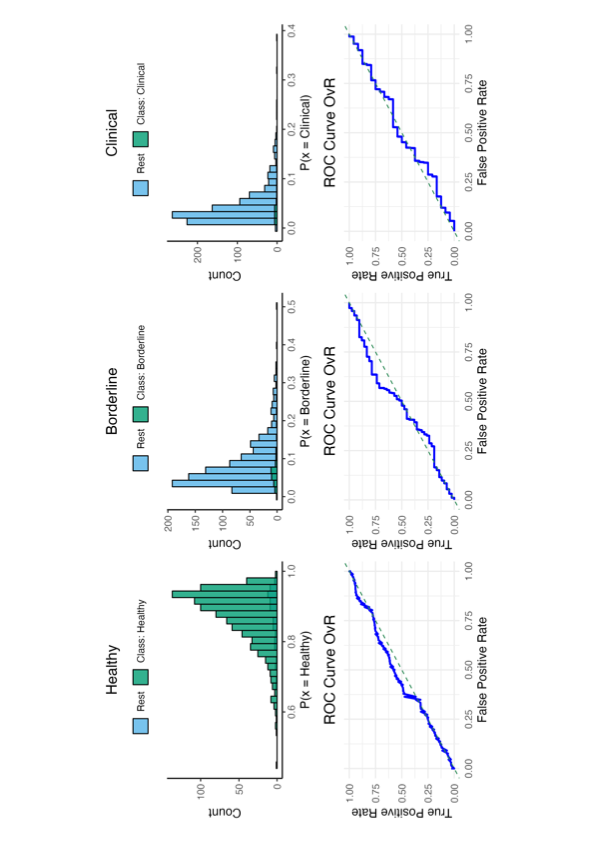 Healthy
Rest Class: Healthy
Count
100
50
0
0.6
0.8
1.0
P(x = Healthy)
Borderline
Rest Class: Borderline
Count
200
150
100
50
0
0.0
0.1
0.2
0.3
0.5
0.4
P(x = Borderline)
Clinical
Rest Class: Clinical
Count
200
100
0
0.0
0.1
0.2
0.3
0.4
P(x = Clinical)
ROC Curve OvR
True Positive Rate
1.00
0.75
0.50
0.25
0.00
0.00
0.25
0.50
0.75
1.00
False Positive Rate
ROC Curve OvR
True Positive Rate
1.00
0.75
0.50
0.25
0.00
0.00
0.25
0.50
0.75
1.00
False Positive Rate
ROC Curve OvR
True Positive Rate
1.00
0.75
0.50
0.25
0.00
0.00
0.25
0.50
0.75
1.00
False Positive Rate